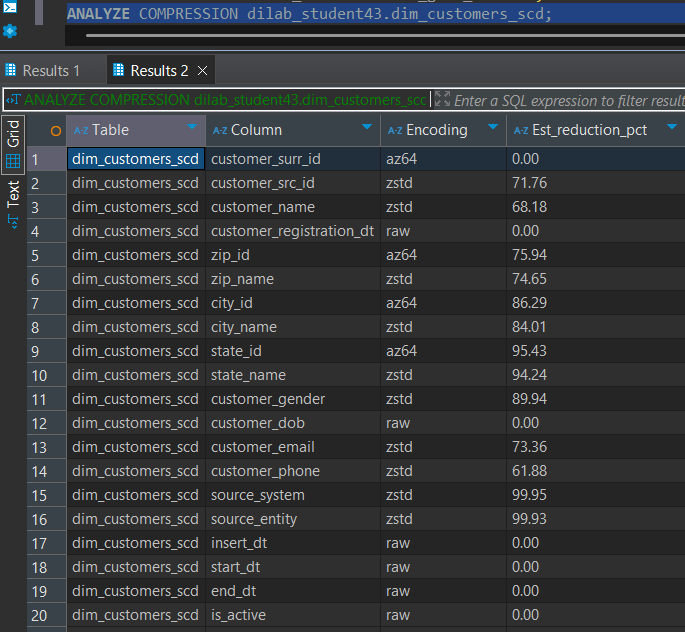 ANALYZE COMPRESSION dilab_student43.dim_customers_scd;
Results 1 Results 2
ANALYZE COMPRESSION dilab_student43.dim_customers_scd Enter a SQL expression to filter result
Grid
Text
A-Z Table A-Z Column A-Z Encoding A-Z Est_reduction_pct
1 dim_customers_scd customer_surr_id az64 0.00
2 dim_customers_scd customer_src_id zstd 71.76
3 dim_customers_scd customer_name zstd 68.18
4 dim_customers_scd customer_registration_dt raw 0.00
5 dim_customers_scd zip_id az64 75.94
6 dim_customers_scd zip_name zstd 74.65
7 dim_customers_scd city_id az64 86.29
8 dim_customers_scd city_name zstd 84.01
9 dim_customers_scd state_id az64 95.43
10 dim_customers_scd state_name zstd 94.24
11 dim_customers_scd customer_gender zstd 89.94
12 dim_customers_scd customer_dob raw 0.00
13 dim_customers_scd customer_email zstd 73.36
14 dim_customers_scd customer_phone zstd 61.88
15 dim_customers_scd source_system zstd 99.95
16 dim_customers_scd source_entity zstd 99.93
17 dim_customers_scd insert_dt raw 0.00
18 dim_customers_scd start_dt raw 0.00
19 dim_customers_scd end_dt raw 0.00
20 dim_customers_scd is_active raw 0.00